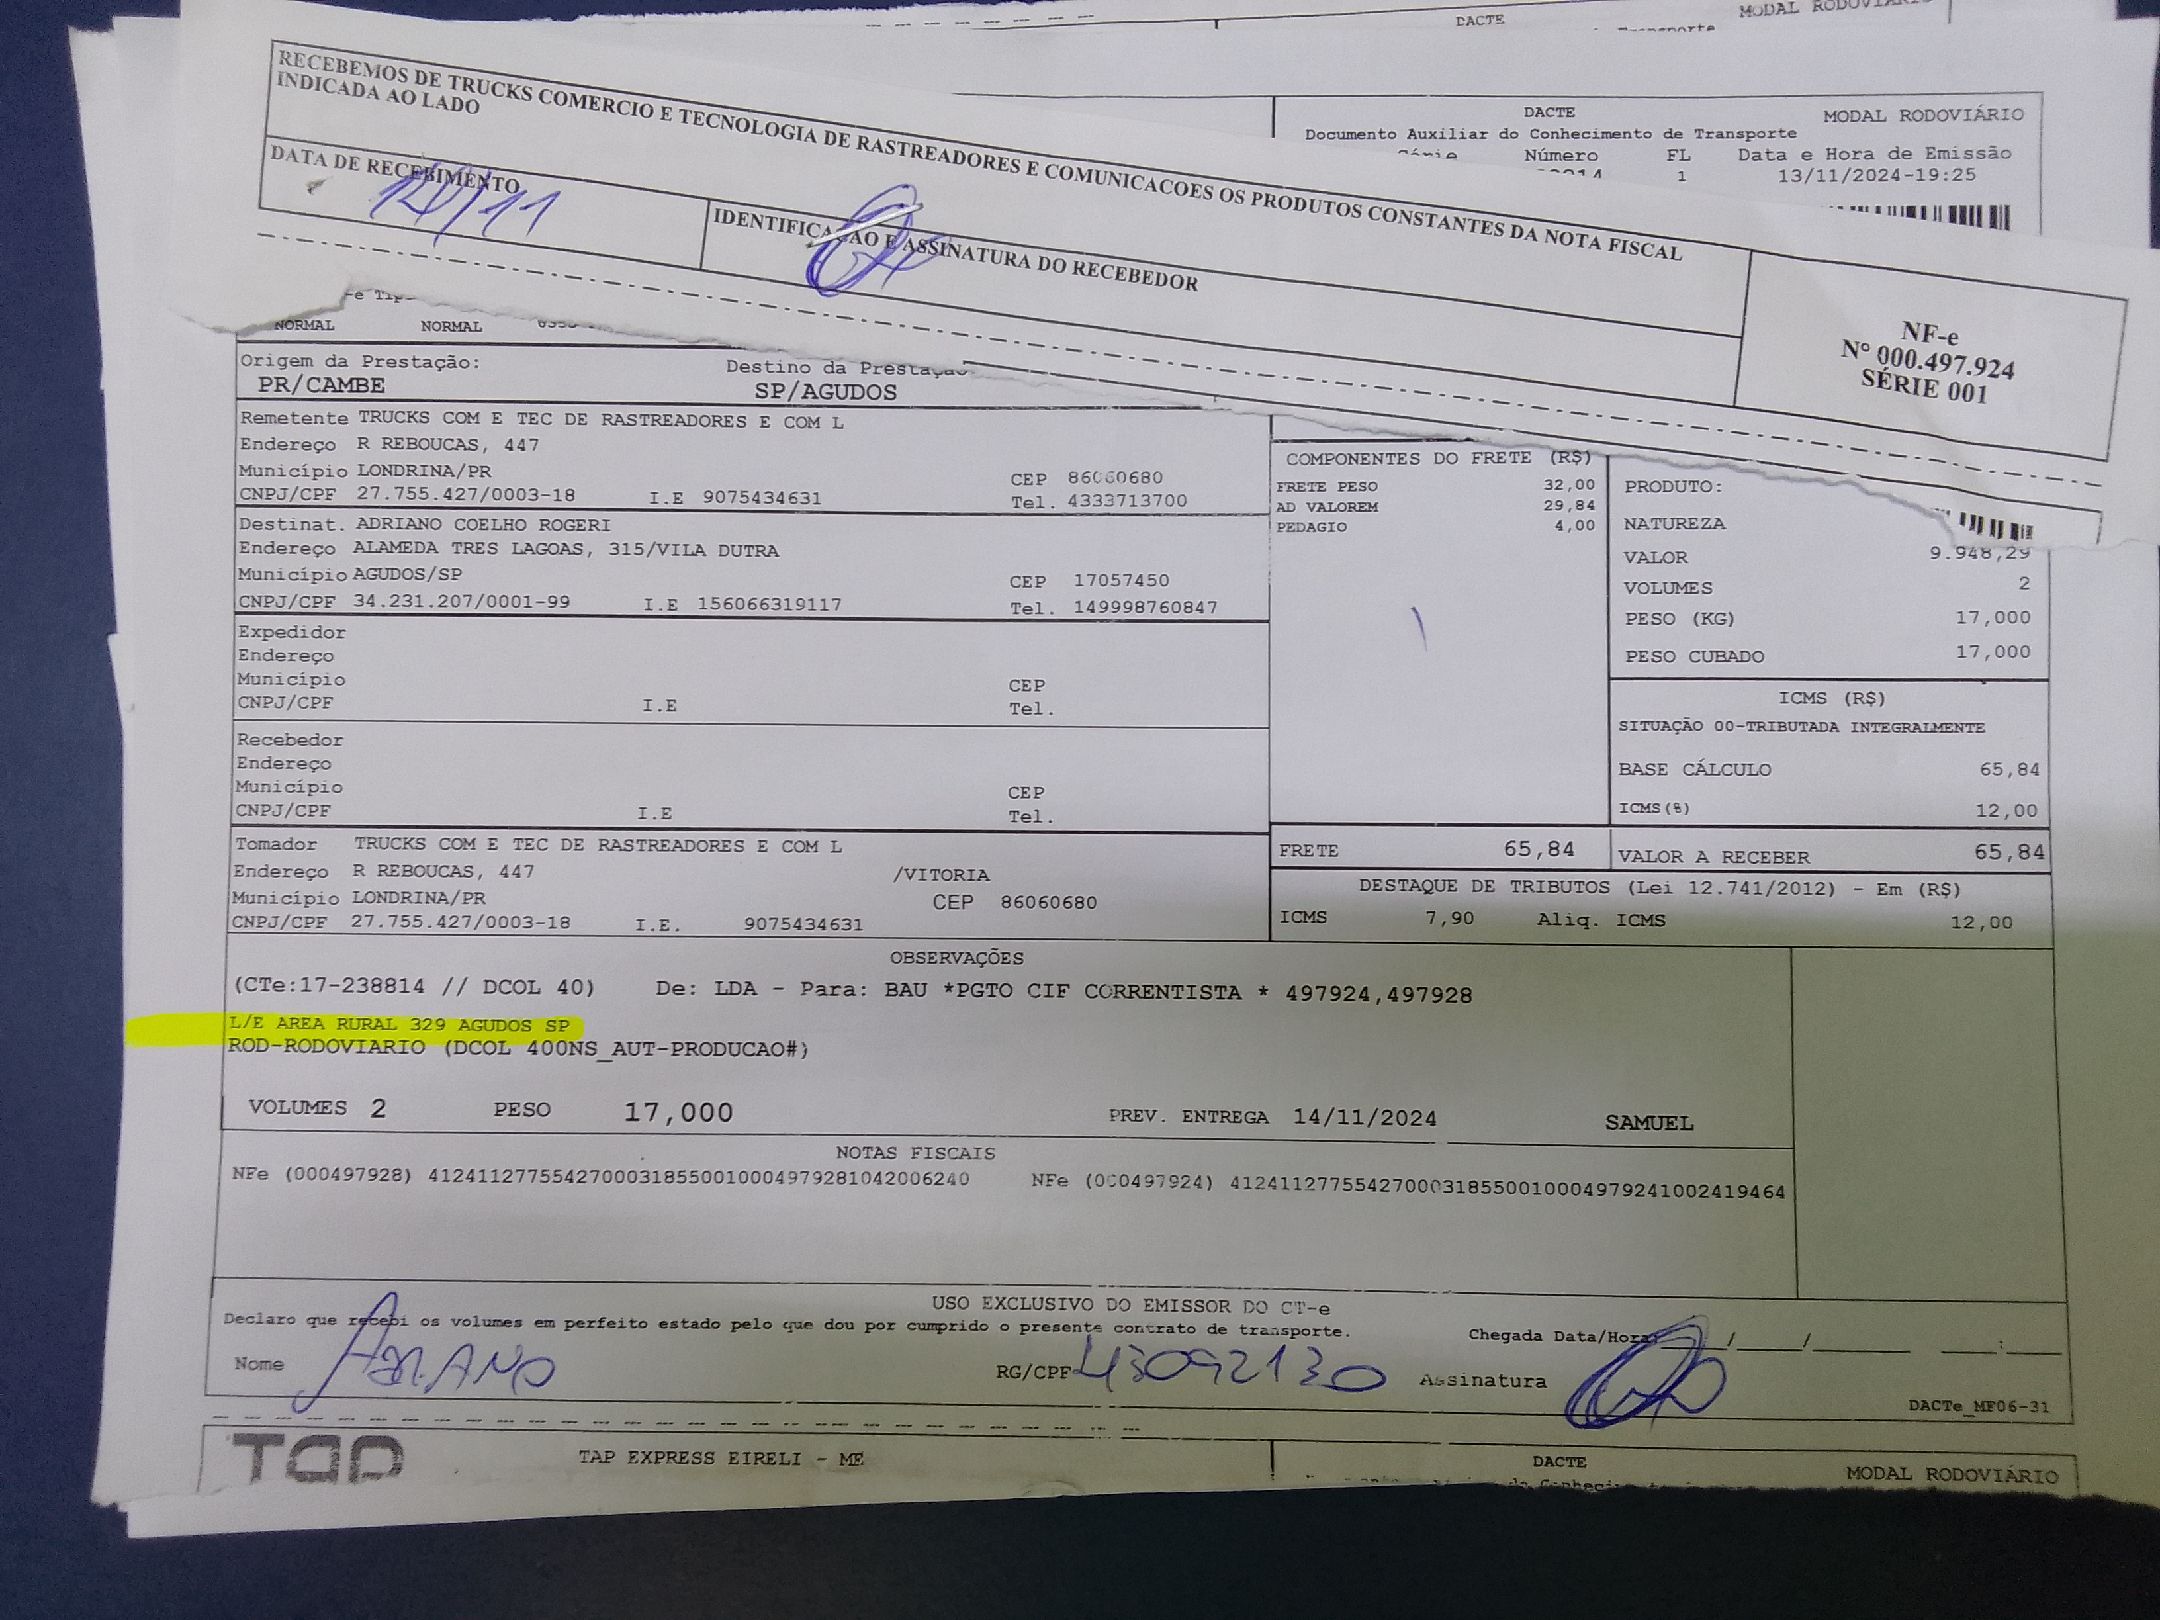 DACTE
MODAL RODOVIÁRIO
RECEBEMOS DE TRUCKS COMERCIO E TECNOLOGIA DE RASTREADORES E COMUNICACOES OS PRODUTOS CONSTANTES DA NOTA FISCAL
INDICADA AO LADO
DATA DE RECEBIMENTO
14/11
IDENTIFICAÇÃO E ASSINATURA DO RECEBEDOR
NF-e
Nº 000.497.924
SÉRIE 001
DACTE
MODAL RODOVIÁRIO
Documento Auxiliar do Conhecimento de Transporte
Série Número FL Data e Hora de Emissão
1 13/11/2024-19:25
NORMAL NORMAL
Origem da Prestação: Destino da Prestação
PR/CAMBE SP/AGUDOS
Remetente TRUCKS COM E TEC DE RASTREADORES E COM L
Endereço R REBOUCAS, 447
Município LONDRINA/PR CEP 86060680
CNPJ/CPF 27.755.427/0003-18 I.E 9075434631 Tel. 4333713700
Destinat. ADRIANO COELHO ROGERI
Endereço ALAMEDA TRES LAGOAS, 315/VILA DUTRA
Município AGUDOS/SP CEP 17057450
CNPJ/CPF 34.231.207/0001-99 I.E 156066319117 Tel. 149998760847
Expedidor
Endereço
Município CEP
CNPJ/CPF I.E Tel.
Recebedor
Endereço
Município CEP
CNPJ/CPF I.E Tel.
Tomador TRUCKS COM E TEC DE RASTREADORES E COM L
Endereço R REBOUCAS, 447 /VITORIA
Município LONDRINA/PR CEP 86060680
CNPJ/CPF 27.755.427/0003-18 I.E. 9075434631
COMPONENTES DO FRETE (R$)
FRETE PESO 32,00
AD VALOREM 29,84
PEDAGIO 4,00
PRODUTO:
NATUREZA
VALOR 9.948,29
VOLUMES 2
PESO (KG) 17,000
PESO CUBADO 17,000
ICMS (R$)
SITUAÇÃO 00-TRIBUTADA INTEGRALMENTE
BASE CÁLCULO 65,84
ICMS(%) 12,00
FRETE 65,84 VALOR A RECEBER 65,84
DESTAQUE DE TRIBUTOS (Lei 12.741/2012) - Em (R$)
ICMS 7,90 Aliq. ICMS 12,00
OBSERVAÇÕES
(CTe:17-238814 // DCOL 40) De: LDA - Para: BAU *PGTO CIF CORRENTISTA * 497924,497928
L/E AREA RURAL 329 AGUDOS SP
ROD-RODOVIARIO (DCOL 400NS_AUT-PRODUCAO#)
VOLUMES 2 PESO 17,000 PREV. ENTREGA 14/11/2024 SAMUEL
NOTAS FISCAIS
NFe (000497928) 41241127755427000318550010004979281042006240 NFe (000497924) 41241127755427000318550010004979241002419464
USO EXCLUSIVO DO EMISSOR DO CT-e
Declaro que recebi os volumes em perfeito estado pelo que dou por cumprido o presente contrato de transporte. Chegada Data/Hora: / / :
Nome RG/CPF 43092130 Assinatura
DACTe_MF06-31
TAP
TAP EXPRESS EIRELI - ME
DACTE
MODAL RODOVIÁRIO